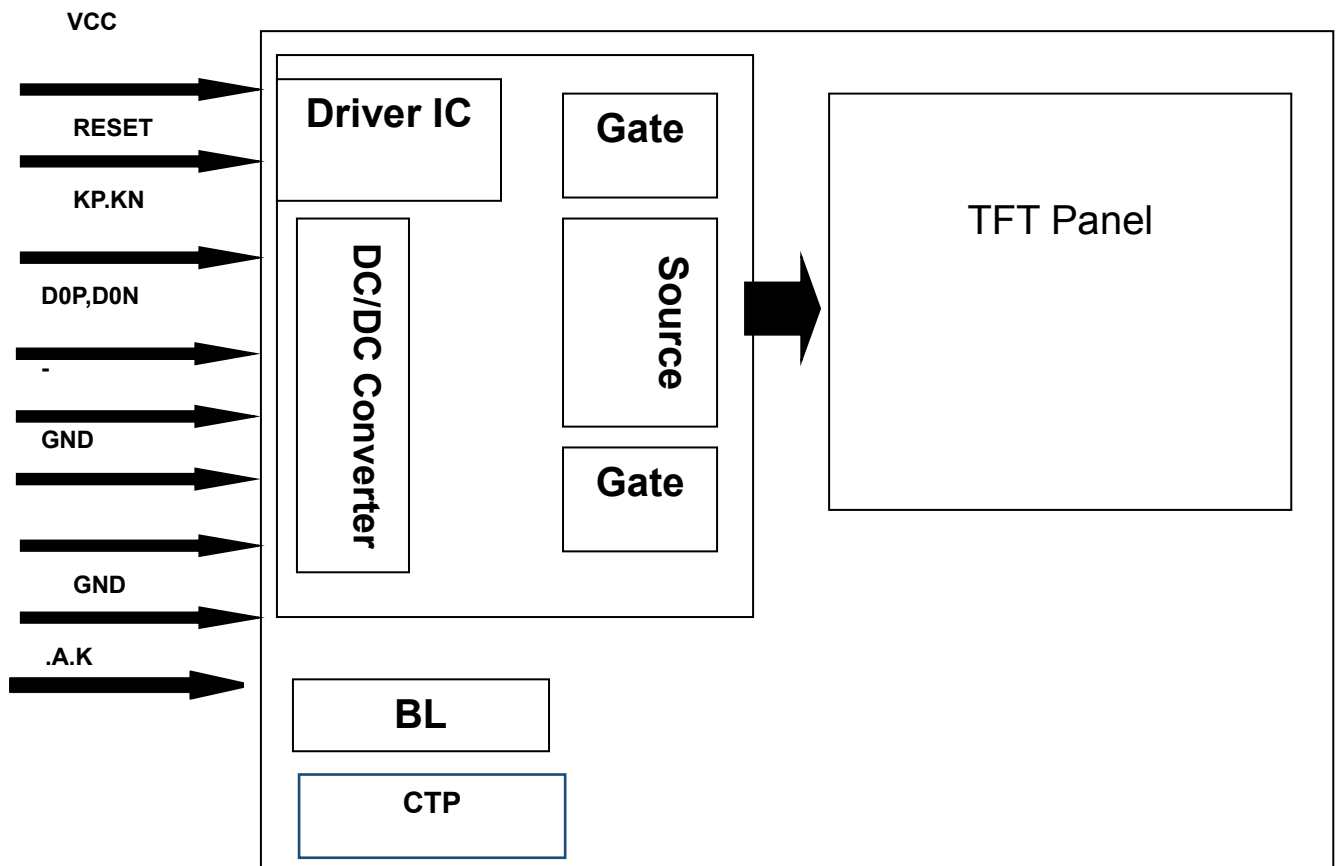 VCC
RESET
KP.KN
D0P,D0N
-
GND
GND
.A.K
Driver IC
DC/DC Converter
Gate
Source
Gate
TFT Panel
BL
CTP